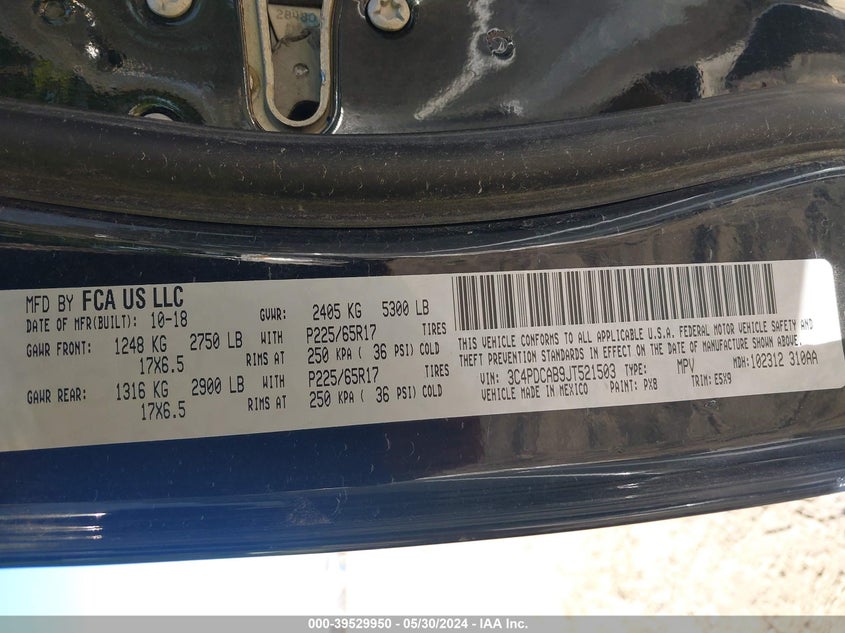 28480
MFD BY FCA US LLC
DATE OF MFR(BUILT): 10-18
GVWR: 2405 KG 5300 LB
GAWR FRONT: 1248 KG 2750 LB WITH P225/65R17 TIRES
17X6.5 RIMS AT 250 KPA ( 36 PSI) COLD
GAWR REAR: 1316 KG 2900 LB WITH P225/65R17 TIRES
17X6.5 RIMS AT 250 KPA ( 36 PSI) COLD
THIS VEHICLE CONFORMS TO ALL APPLICABLE U.S.A. FEDERAL MOTOR VEHICLE SAFETY AND
THEFT PREVENTION STANDARDS IN EFFECT ON THE DATE OF MANUFACTURE SHOWN ABOVE.
VIN: 3C4PDCAB9JT521503 TYPE: MPV MDH:102312 310AA
VEHICLE MADE IN MEXICO PAINT: PX8 TRIM: E5X9
000-39529950 - 05/30/2024 - IAA Inc.